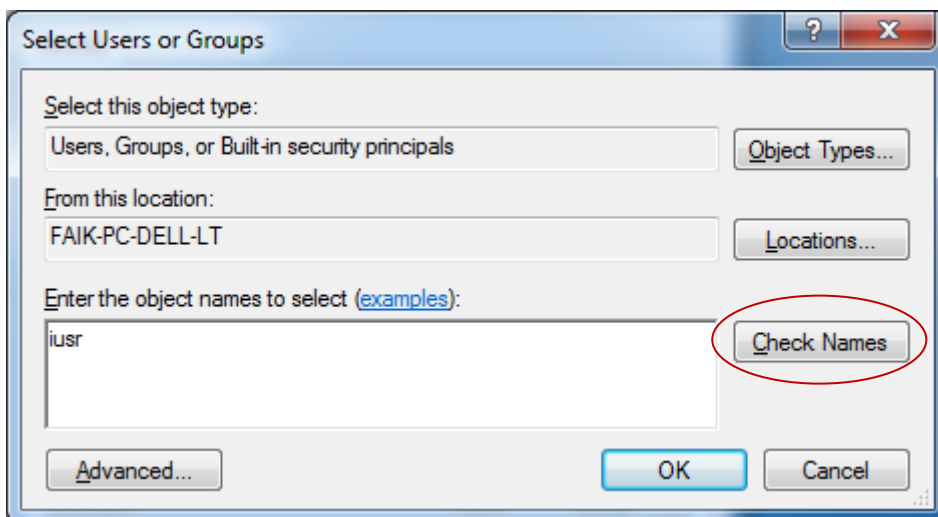 Select Users or Groups
?
Select this object type:
Users, Groups, or Built-in security principals
Object Types...
From this location:
FAIK-PC-DELL-LT
Locations...
Enter the object names to select (examples):
iusr
Check Names
Advanced...
OK
Cancel